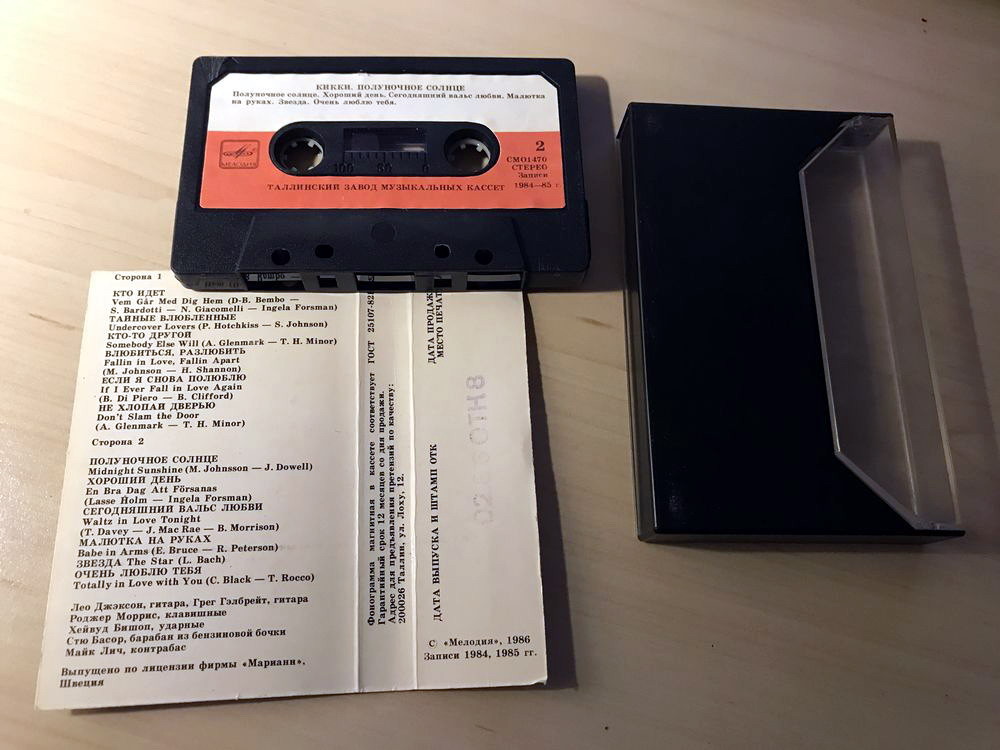 КИККИ. ПОЛУНОЧНОЕ СОЛНЦЕ
Полуночное солнце. Хороший день. Сегодняшний вальс любви. Малютка
на руках. Звезда. Очень люблю тебя.
МЕЛОДИЯ
100 50 0
2
СМ01470
СТЕРЕО
Записи
1984—85 г.
ТАЛЛИНСКИЙ ЗАВОД МУЗЫКАЛЬНЫХ КАССЕТ
Сторона 1
КТО ИДЕТ
Vem Går Med Dig Hem (D-B. Bembo —
S. Bardotti — N. Giacomelli — Ingela Forsman)
ТАЙНЫЕ ВЛЮБЛЕННЫЕ
Undercover Lovers (P. Hotchkiss — S. Johnson)
КТО-ТО ДРУГОЙ
Somebody Else Will (A. Glenmark — T. H. Minor)
ВЛЮБИТЬСЯ, РАЗЛЮБИТЬ
Fallin in Love, Fallin Apart
(M. Johnson — H. Shannon)
ЕСЛИ Я СНОВА ПОЛЮБЛЮ
If I Ever Fall in Love Again
(B. Di Piero — B. Clifford)
НЕ ХЛОПАЙ ДВЕРЬЮ
Don't Slam the Door
(A. Glenmark — T. H. Minor)
Сторона 2
ПОЛУНОЧНОЕ СОЛНЦЕ
Midnight Sunshine (M. Johnsson — J. Dowell)
ХОРОШИЙ ДЕНЬ
En Bra Dag Att Försanas
(Lasse Holm — Ingela Forsman)
СЕГОДНЯШНИЙ ВАЛЬС ЛЮБВИ
Waltz in Love Tonight
(T. Davey — J. Mac Rae — B. Morrison)
МАЛЮТКА НА РУКАХ
Babe in Arms (E. Bruce — R. Peterson)
ЗВЕЗДА The Star (L. Bach)
ОЧЕНЬ ЛЮБЛЮ ТЕБЯ
Totally in Love with You (C. Black — T. Rocco)
Лео Джэксон, гитара, Грег Гэлбрейт, гитара
Роджер Моррис, клавишные
Хейвуд Бишоп, ударные
Стю Басор, барабан из бензиновой бочки
Майк Лич, контрабас
Выпущено по лицензии фирмы «Марианн»,
Швеция
Фонограмма магнитная в кассете соответствует ГОСТ 25107-82
Гарантийный срок 12 месяцев со дня продажи.
Адрес для предъявления претензий по качеству:
200026 Таллин, ул. Лоху, 12.
ДАТА ВЫПУСКА И ШТАМП ОТК
ДАТА ПРОДАЖ
МЕСТО ПЕЧАТ
С «Мелодия», 1986
Записи 1984, 1985 гг.